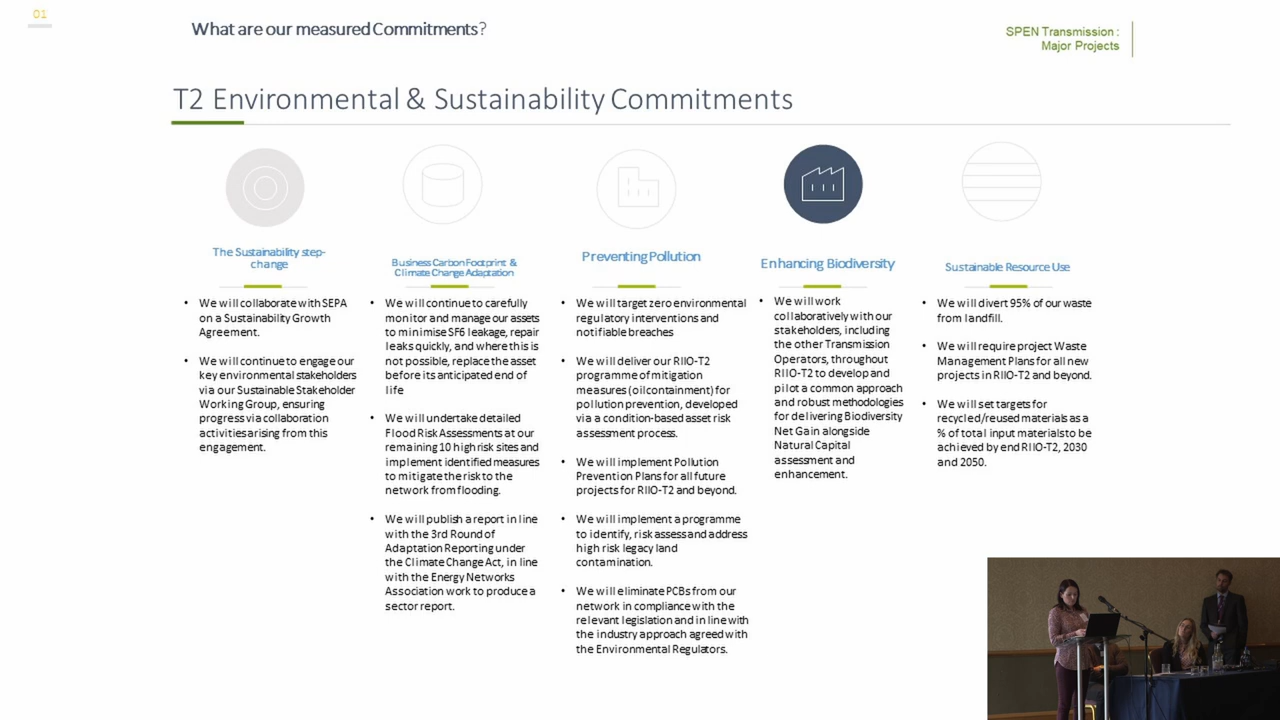 01
What are our measured Commitments?
SPEN Transmission :
Major Projects
T2 Environmental & Sustainability Commitments
The Sustainability step-
change
• We will collaborate with SEPA
on a Sustainability Growth
Agreement.
• We will continue to engage our
key environmental stakeholders
via our Sustainable Stakeholder
Working Group, ensuring
progress via collaboration
activities arising from this
engagement.
Business Carbon Footprint &
Climate Change Adaptation
• We will continue to carefully
monitor and manage our assets
to minimise SF6 leakage, repair
leaks quickly, and where this is
not possible, replace the asset
before its anticipated end of
life
• We will undertake detailed
Flood Risk Assessments at our
remaining 10 high risk sites and
implement identified measures
to mitigate the risk to the
network from flooding.
• We will publish a report in line
with the 3rd Round of
Adaptation Reporting under
the Climate Change Act, in line
with the Energy Networks
Association work to produce a
sector report.
Preventing Pollution
• We will target zero environmental
regulatory interventions and
notifiable breaches
• We will deliver our RIIO-T2
programme of mitigation
measures (oil containment) for
pollution prevention, developed
via a condition-based asset risk
assessment process.
• We will implement Pollution
Prevention Plans for all future
projects for RIIO-T2 and beyond.
• We will implement a programme
to identify, risk assess and address
high risk legacy land
contamination.
• We will eliminate PCBs from our
network in compliance with the
relevant legislation and in line with
the industry approach agreed with
the Environmental Regulators.
Enhancing Biodiversity
• We will work
collaboratively with our
stakeholders, including
the other Transmission
Operators, throughout
RIIO-T2 to develop and
pilot a common approach
and robust methodologies
for delivering Biodiversity
Net Gain alongside
Natural Capital
assessment and
enhancement.
Sustainable Resource Use
• We will divert 95% of our waste
from landfill.
• We will require project Waste
Management Plans for all new
projects in RIIO-T2 and beyond.
• We will set targets for
recycled/reused materials as a
% of total input materials to be
achieved by end RIIO-T2, 2030
and 2050.